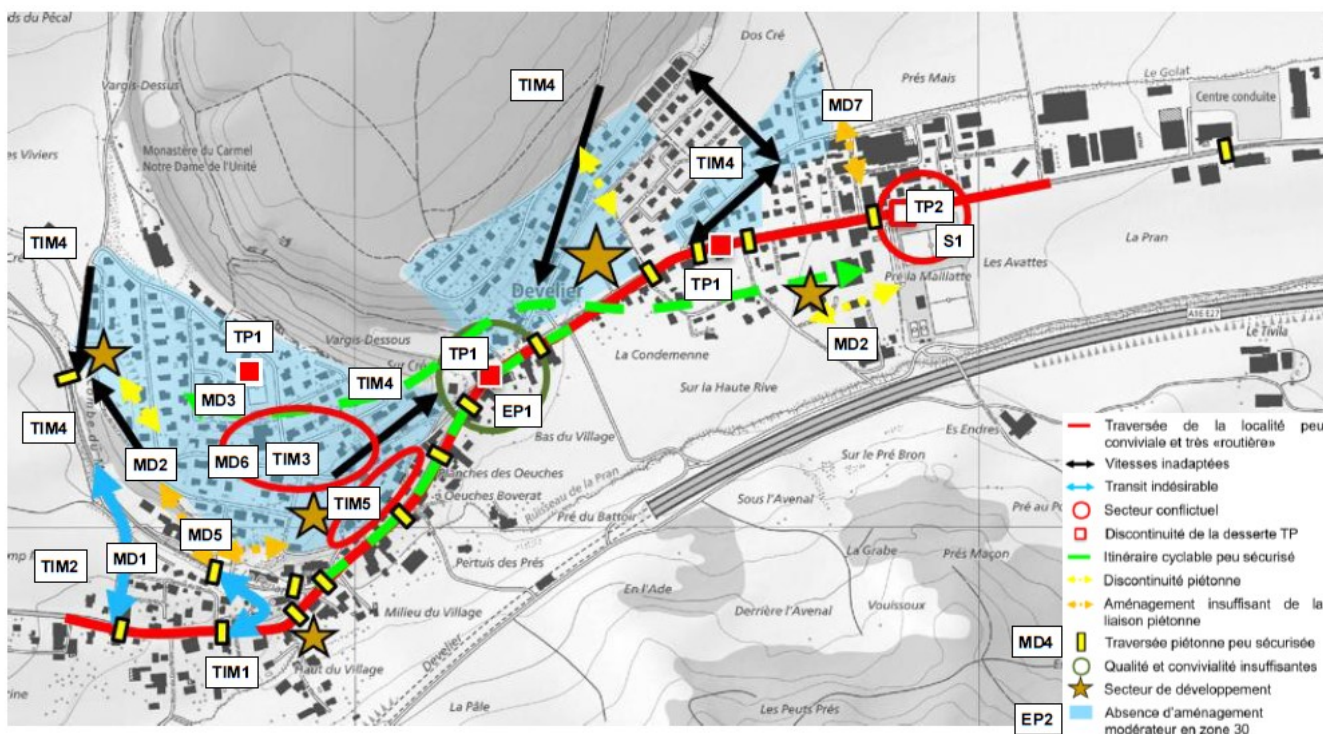 nds du Pécal
Vargis-Dessus
Dos Cré
TIM4
Prés Mais
Le Golat
MD7
Centre conduite
Monastère du Carmel
Notre Dame de l'Unité
es Viviers
TIM4
TIM4
TP2
S1
La Pran
Les Avattes
Pré la Maillatte
A16 E27
Le Tivila
Develier
TP1
TP1
Vargis-Dessous
TP1
La Condemenne
MD2
Sur Cré
TIM4
MD3
EP1
Sur la Haute Rive
TIM4
Bas du Village
Es Endres
MD2
MD6
TIM3
Sur le Pré Bron
Planches des Oeuches
Oeuches Boverat
Ruisseau de la Pran
TIM5
Sous l'Avenal
Pré du Battoir
MD5
TIM2
MD1
La Grabe
Prés Maçon
Pertuis des Prés
En l'Ade
Vouissoux
Milieu du Village
Derrière l'Avenal
Develier
TIM1
Haut du Village
MD4
La Pâle
Les Peuts Prés
EP2
Traversée de la localité peu
conviviale et très «routière»
Vitesses inadaptées
Transit indésirable
Secteur conflictuel
Discontinuité de la desserte TP
Itinéraire cyclable peu sécurisé
Discontinuité piétonne
Aménagement insuffisant de la
liaison piétonne
Traversée piétonne peu sécurisée
Qualité et convivialité insuffisantes
Secteur de développement
Absence d'aménagement
modérateur en zone 30